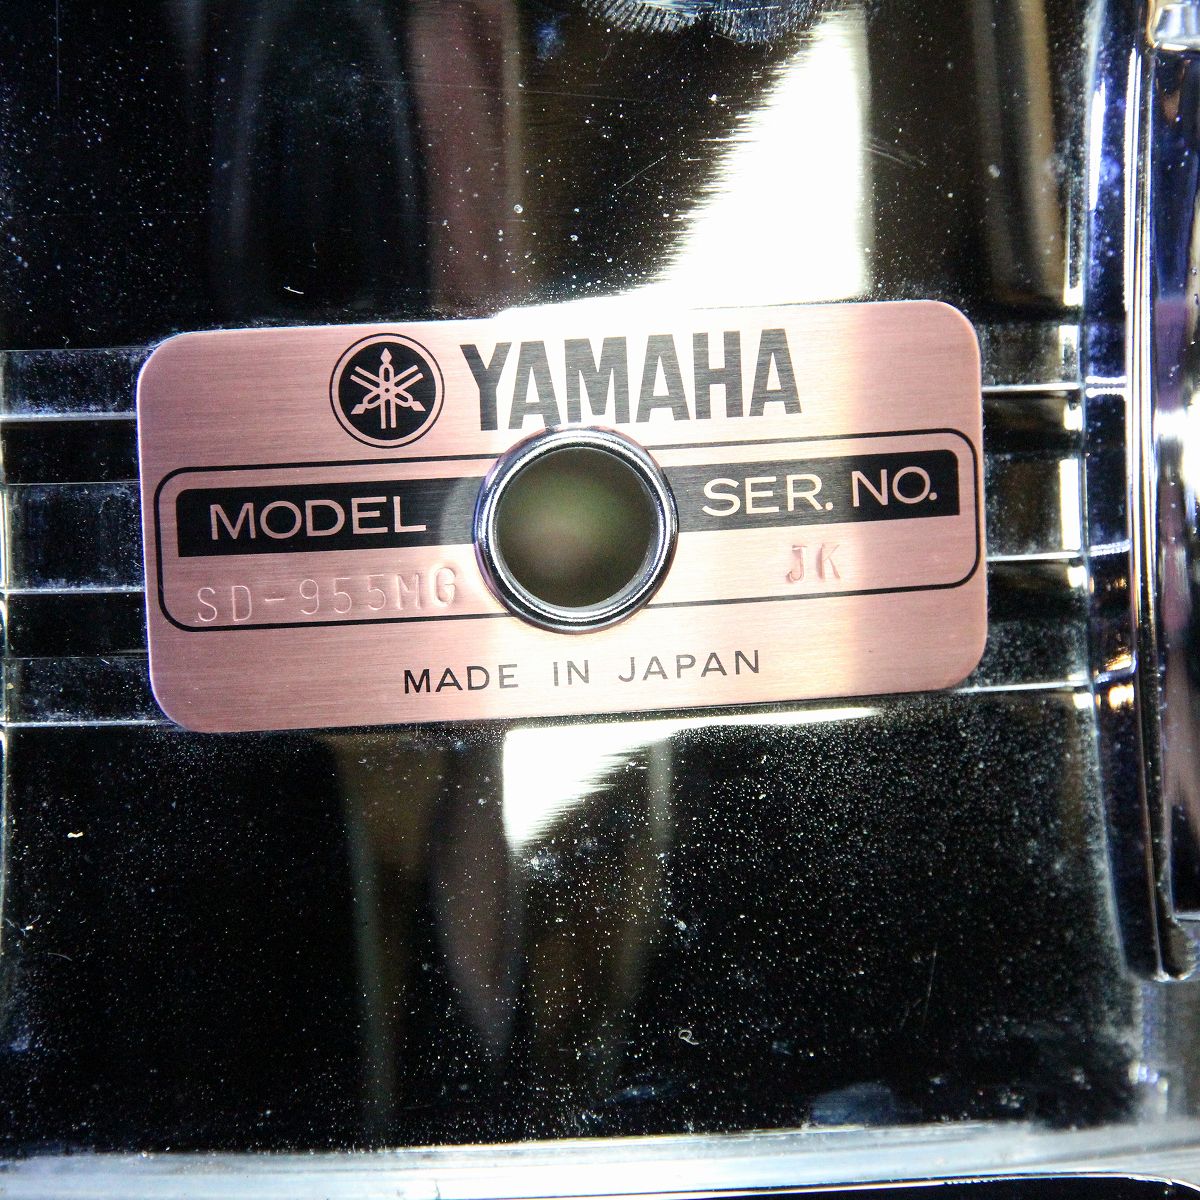 YAMAHA
MODEL SER. NO.
SD-955MG JK
MADE IN JAPAN